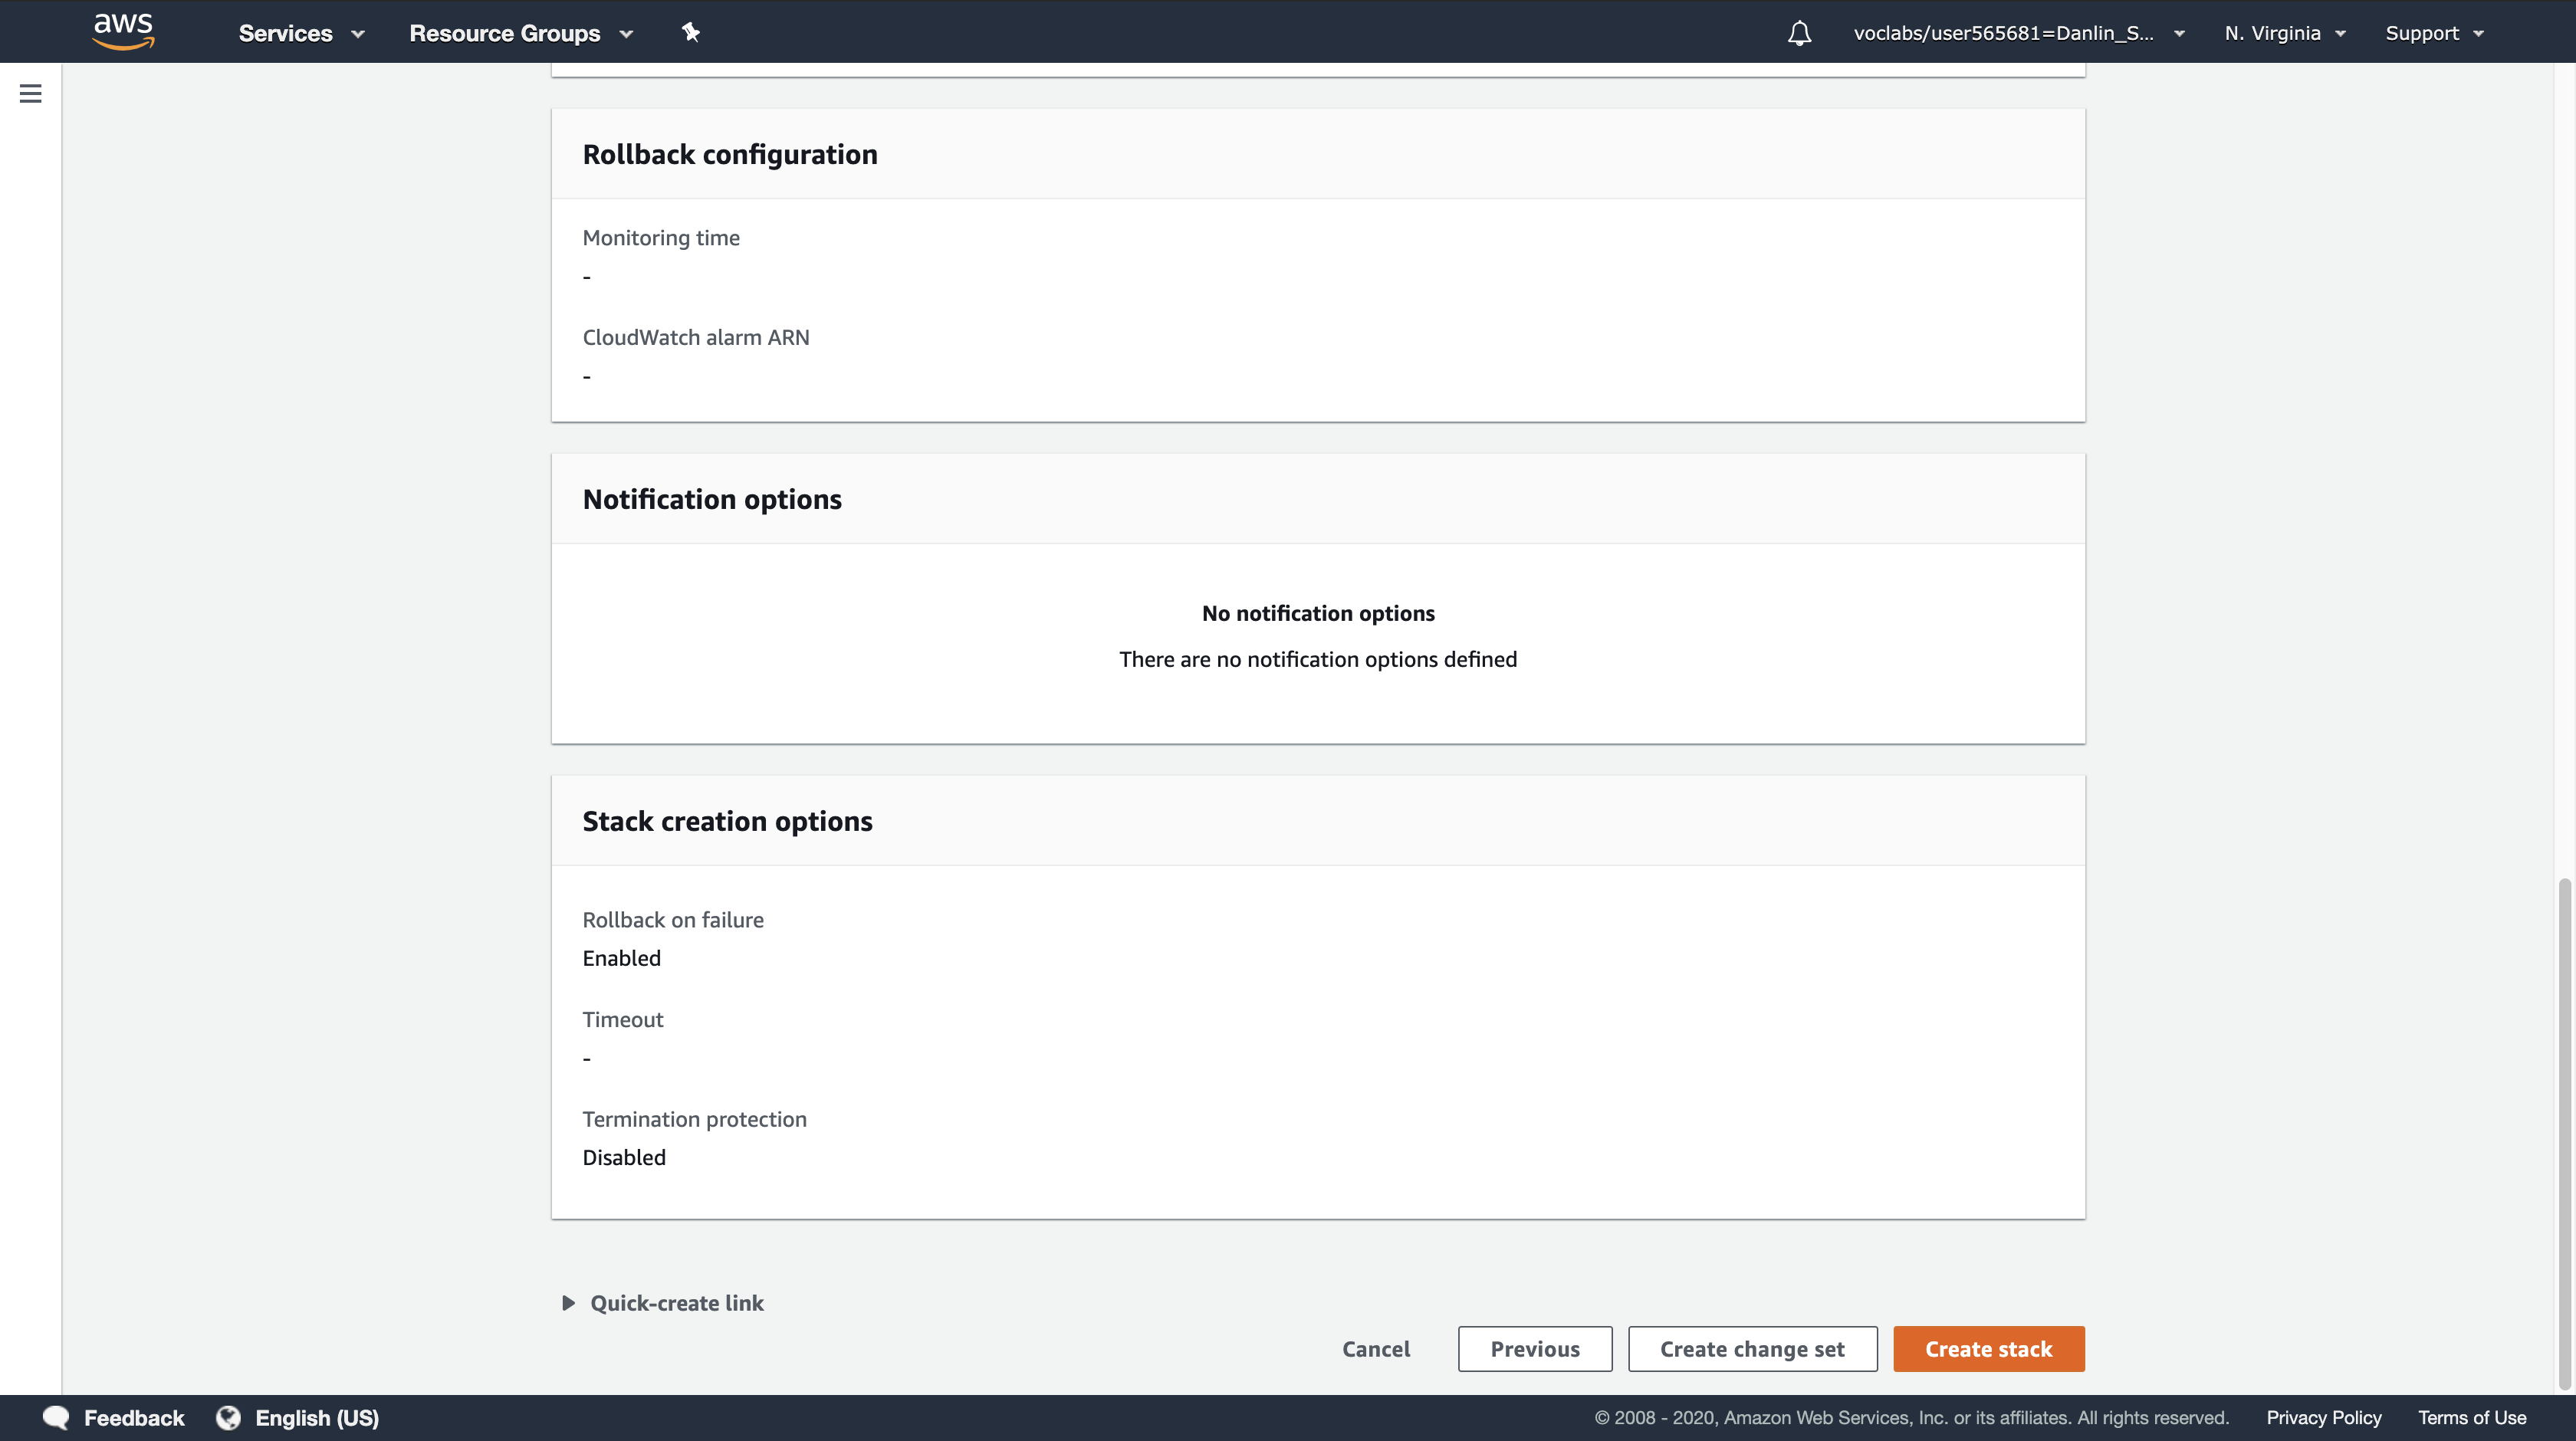 aws
Services
Resource Groups
voclabs/user565681=Danlin_S...
N. Virginia
Support
Rollback configuration
Monitoring time
-
CloudWatch alarm ARN
-
Notification options
No notification options
There are no notification options defined
Stack creation options
Rollback on failure
Enabled
Timeout
-
Termination protection
Disabled
Quick-create link
Cancel
Previous
Create change set
Create stack
Feedback
English (US)
© 2008 - 2020, Amazon Web Services, Inc. or its affiliates. All rights reserved.
Privacy Policy
Terms of Use